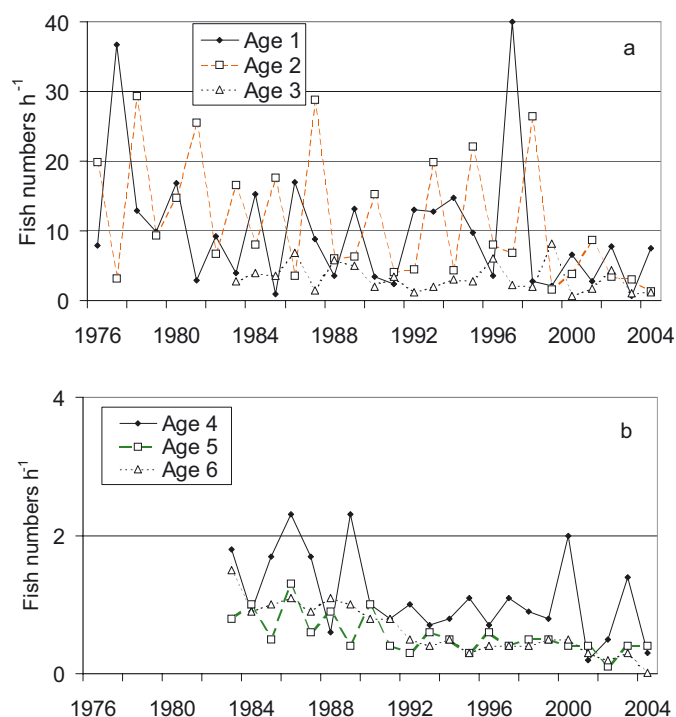 40
30
20
10
0
Fish numbers h⁻¹
Age 1
Age 2
Age 3
a
1976 1980 1984 1988 1992 1996 2000 2004
4
2
0
Fish numbers h⁻¹
Age 4
Age 5
Age 6
b
1976 1980 1984 1988 1992 1996 2000 2004